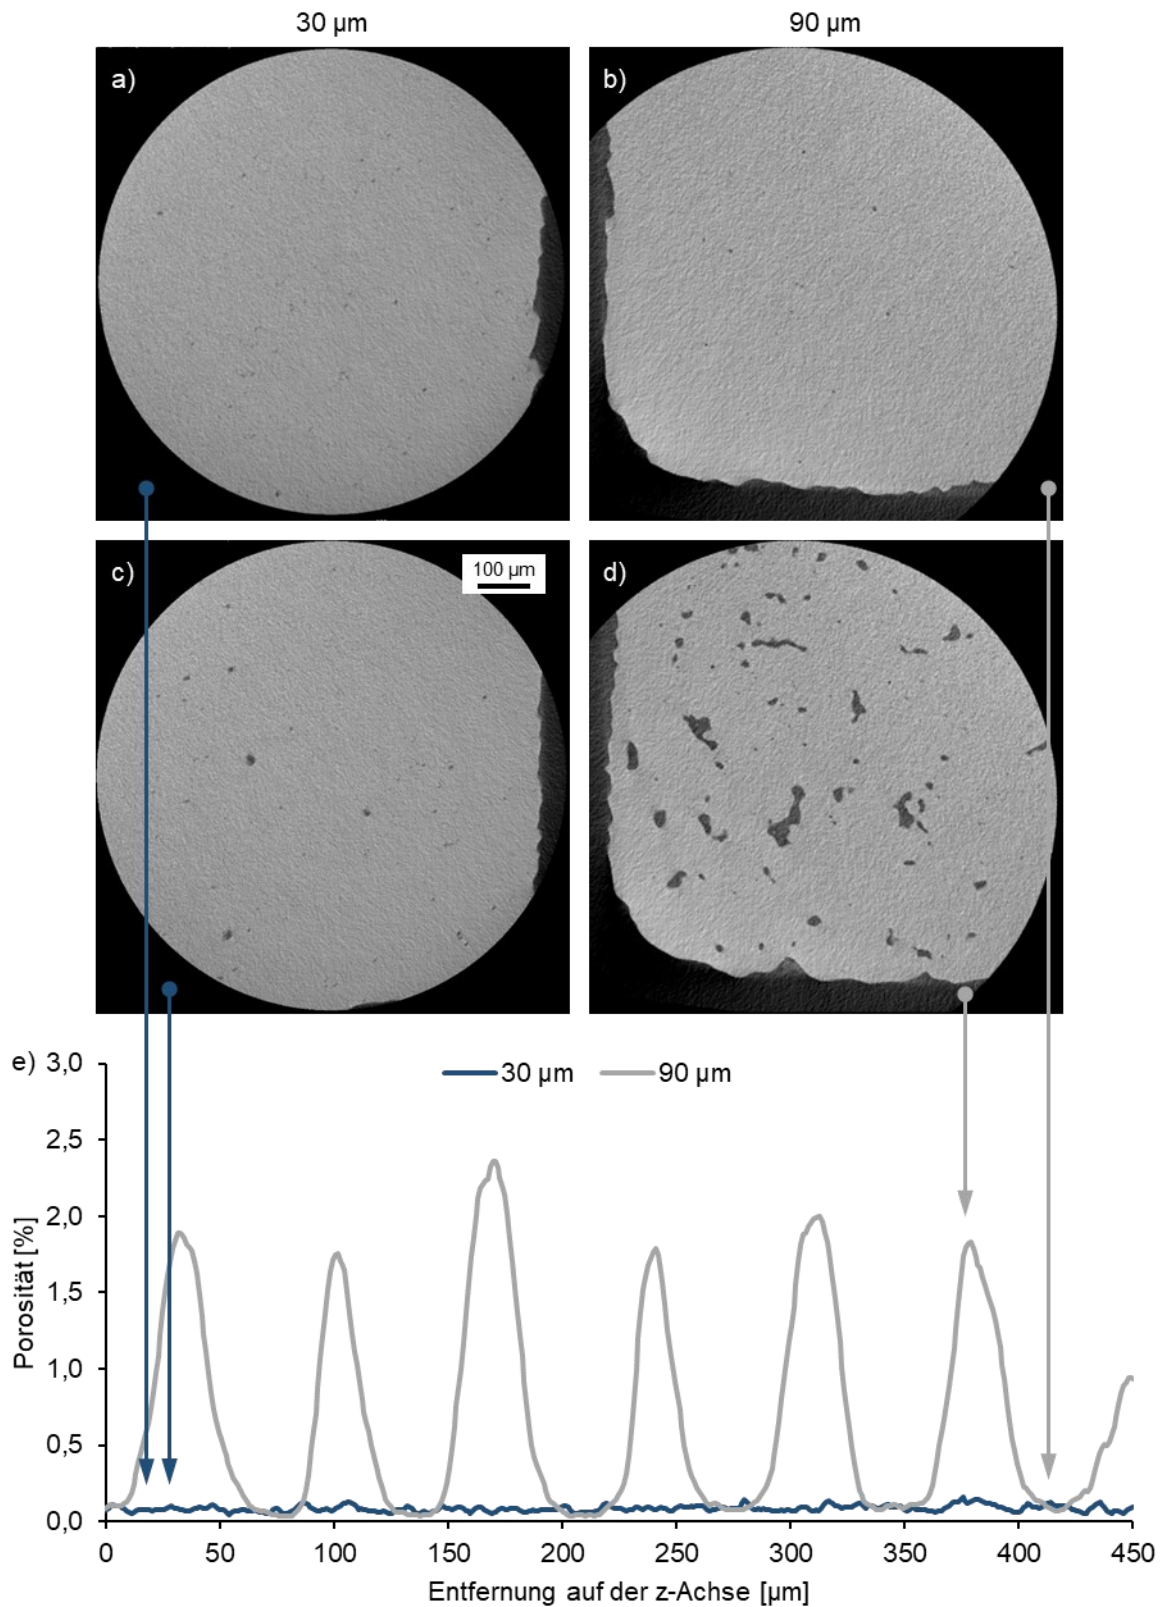 30 µm
90 µm
a)
b)
c)
100 µm
d)
e)
30 µm
90 µm
3,0
2,5
2,0
1,5
1,0
0,5
0,0
Porosität [%]
0
50
100
150
200
250
300
350
400
450
Entfernung auf der z-Achse [µm]